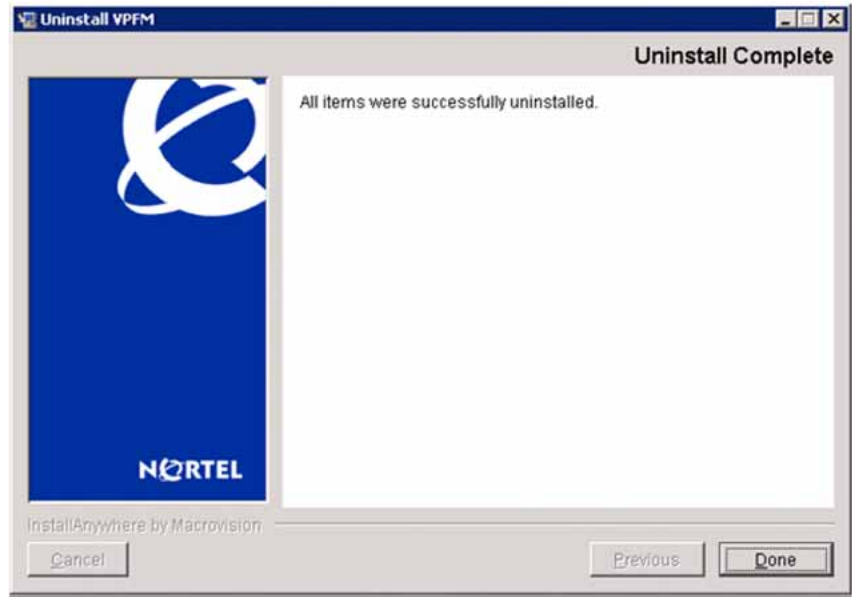 Uninstall VPFM
Uninstall Complete
All items were successfully uninstalled.
NORTEL
InstallAnywhere by Macrovision
Cancel
Previous
Done